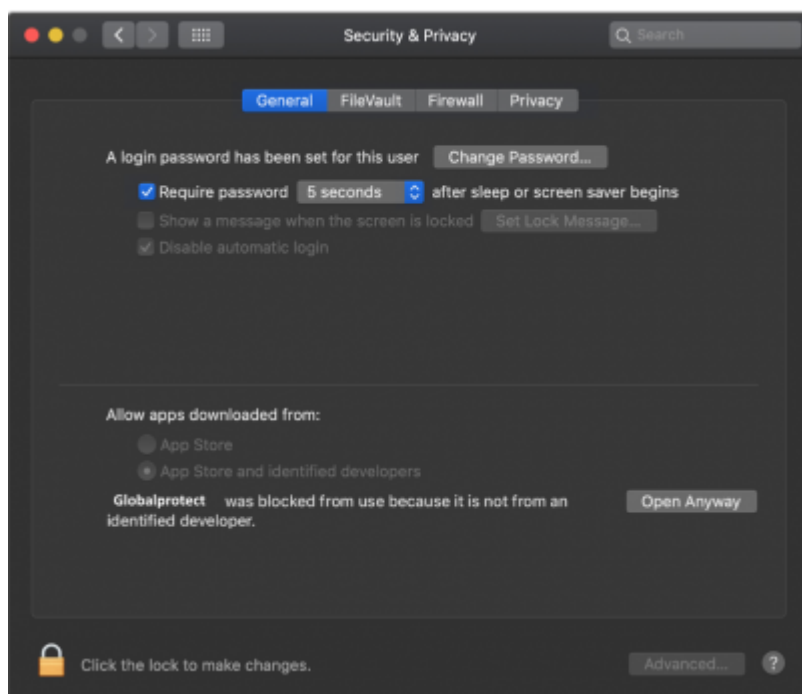 Security & Privacy
Search
General FileVault Firewall Privacy
A login password has been set for this user Change Password...
Require password 5 seconds after sleep or screen saver begins
Show a message when the screen is locked Set Lock Message...
Disable automatic login
Allow apps downloaded from:
App Store
App Store and identified developers
Globalprotect was blocked from use because it is not from an
identified developer.
Open Anyway
Click the lock to make changes.
Advanced...
?